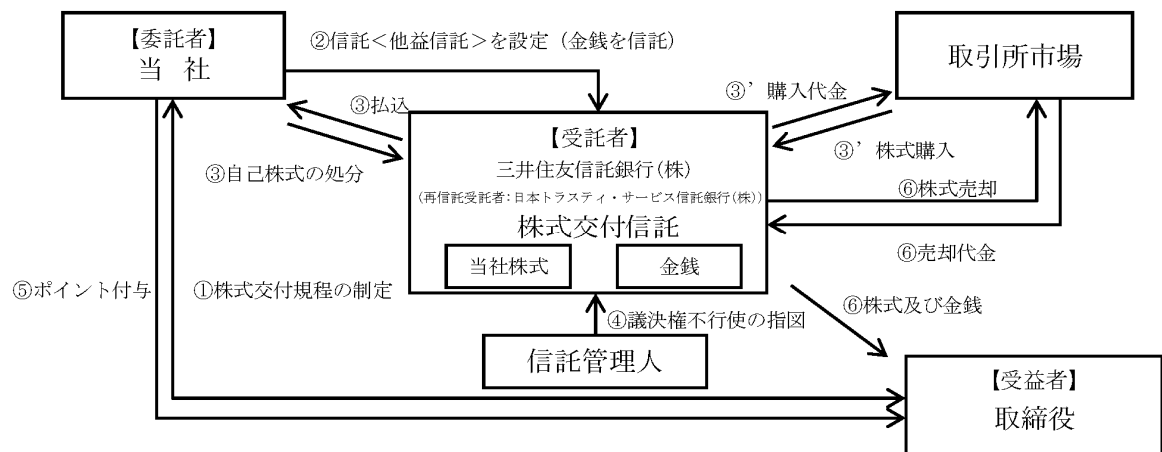 【委託者】
当　社
②信託＜他益信託＞を設定（金銭を信託）
取引所市場
③払込
③’購入代金
【受託者】
三井住友信託銀行(株)
(再信託受託者:日本トラスティ・サービス信託銀行(株))
株式交付信託
当社株式
金銭
③自己株式の処分
③’株式購入
⑥株式売却
⑥売却代金
⑤ポイント付与
①株式交付規程の制定
④議決権不行使の指図
⑥株式及び金銭
信託管理人
【受益者】
取締役